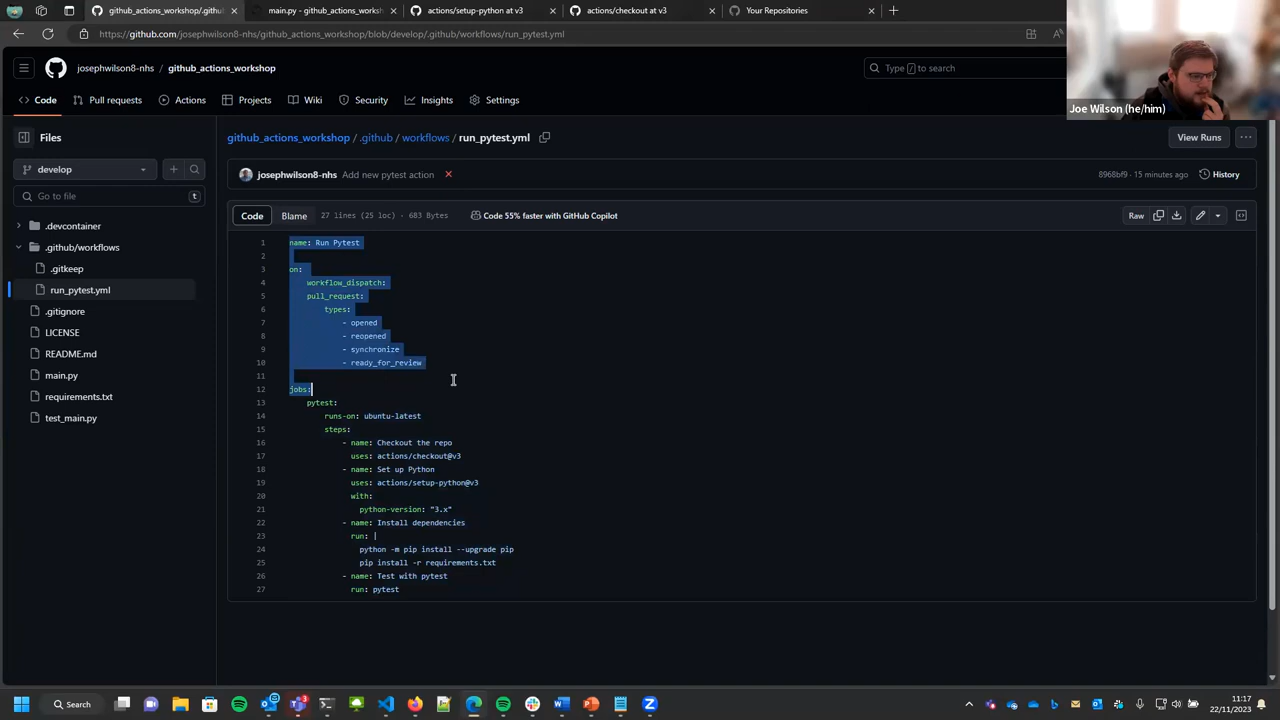 github_actions_workshop/.github
main.py - github_actions_worksh
actions/setup-python at v3
actions/checkout at v3
Your Repositories
https://github.com/josephwilson8-nhs/github_actions_workshop/blob/develop/.github/workflows/run_pytest.yml
josephwilson8-nhs / github_actions_workshop
Type / to search
Code
Pull requests
Actions
Projects
Wiki
Security
Insights
Settings
Joe Wilson (he/him)
Files
github_actions_workshop / .github / workflows / run_pytest.yml
View Runs
develop
josephwilson8-nhs Add new pytest action
8968bf9 · 15 minutes ago
History
Go to file
t
Code
Blame
27 lines (25 loc) · 683 Bytes
Code 55% faster with GitHub Copilot
Raw
.devcontainer
.github/workflows
.gitkeep
run_pytest.yml
.gitignore
LICENSE
README.md
main.py
requirements.txt
test_main.py
1 name: Run Pytest
2
3 on:
4 workflow_dispatch:
5 pull_request:
6 types:
7 - opened
8 - reopened
9 - synchronize
10 - ready_for_review
11
12 jobs:
13 pytest:
14 runs-on: ubuntu-latest
15 steps:
16 - name: Checkout the repo
17 uses: actions/checkout@v3
18 - name: Set up Python
19 uses: actions/setup-python@v3
20 with:
21 python-version: "3.x"
22 - name: Install dependencies
23 run: |
24 python -m pip install --upgrade pip
25 pip install -r requirements.txt
26 - name: Test with pytest
27 run: pytest
Search
11:17
22/11/2023